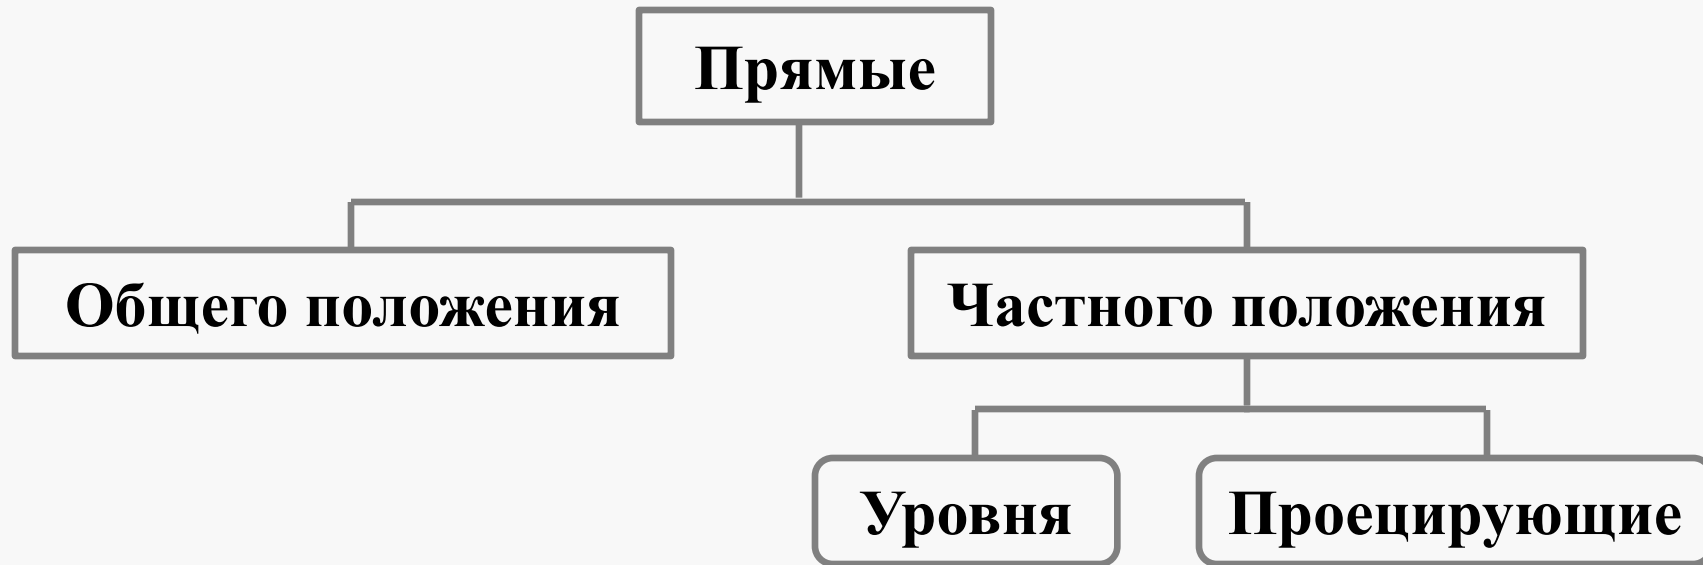 Прямые
Общего положения
Частного положения
Уровня
Проецирующие